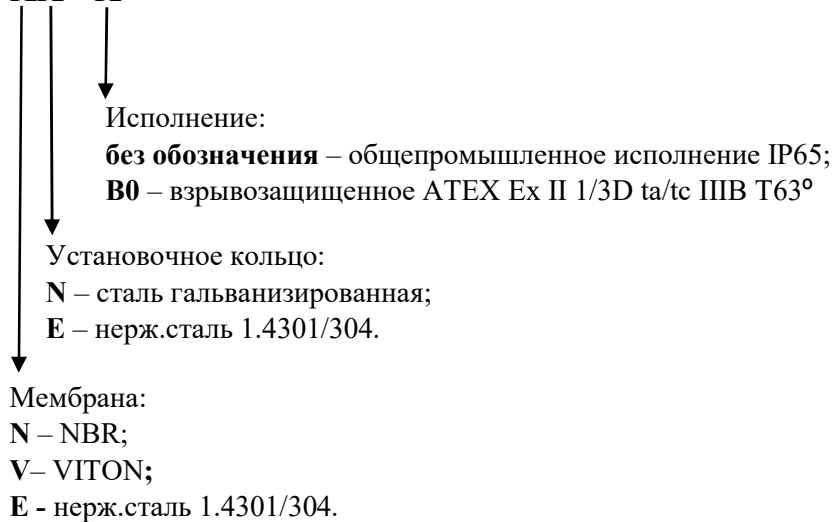 Исполнение:
без обозначения – общепромышленное исполнение IP65;
B0 – взрывозащищенное ATEX Ex II 1/3D ta/tc IIIB T63º
Установочное кольцо:
N – сталь гальванизированная;
E – нерж.сталь 1.4301/304.
Мембрана:
N – NBR;
V– VITON;
E - нерж.сталь 1.4301/304.